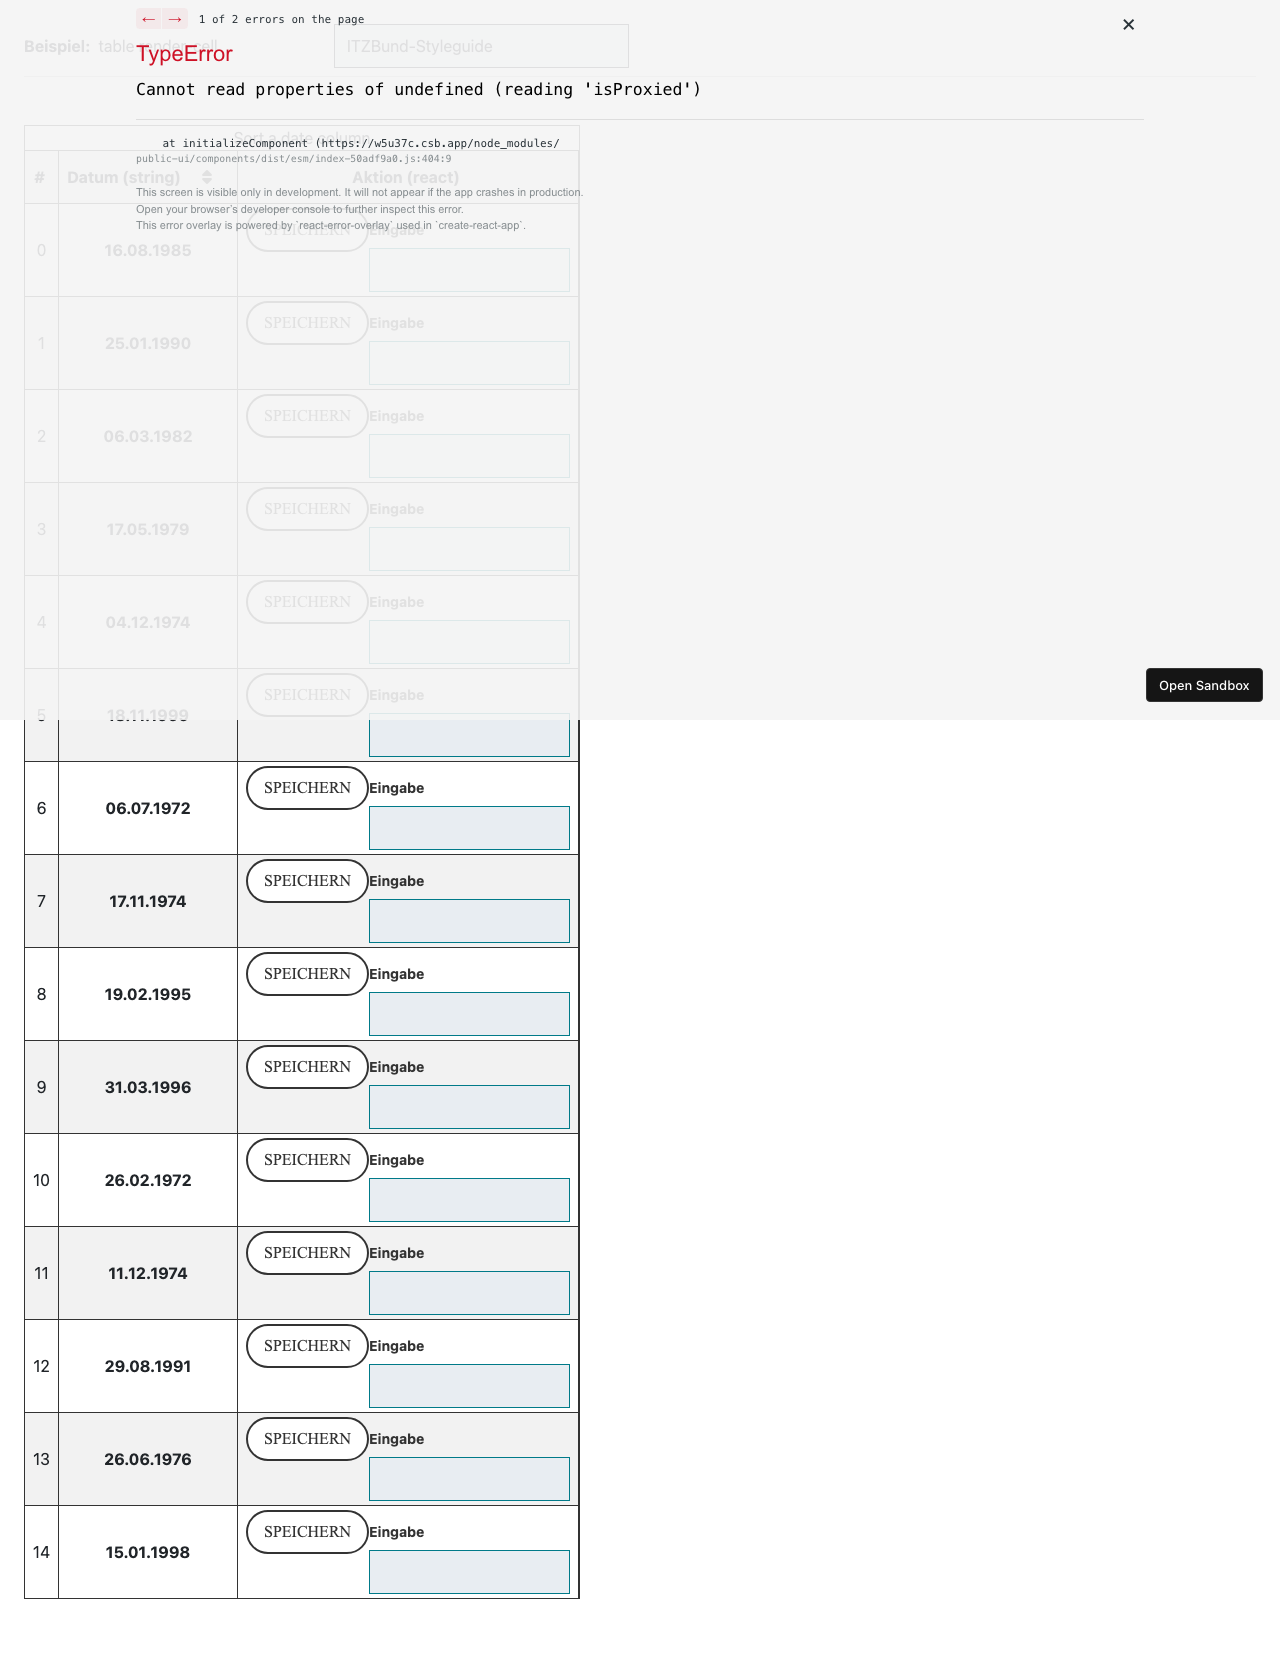 ← → 1 of 2 errors on the page
×
Beispiel: table-render-cell ITZBund-Styleguide
TypeError
Cannot read properties of undefined (reading 'isProxied')
Sort a date column
at initializeComponent (https://w5u37c.csb.app/node_modules/
public-ui/components/dist/esm/index-50adf9a0.js:404:9
# Datum (string) Aktion (react)
This screen is visible only in development. It will not appear if the app crashes in production.
Open your browser's developer console to further inspect this error.
This error overlay is powered by `react-error-overlay` used in `create-react-app`.
0 16.08.1985 SPEICHERN Eingabe
1 25.01.1990 SPEICHERN Eingabe
2 06.03.1982 SPEICHERN Eingabe
3 17.05.1979 SPEICHERN Eingabe
4 04.12.1974 SPEICHERN Eingabe
Open Sandbox
5 18.11.1999 SPEICHERN Eingabe
6 06.07.1972 SPEICHERN Eingabe
7 17.11.1974 SPEICHERN Eingabe
8 19.02.1995 SPEICHERN Eingabe
9 31.03.1996 SPEICHERN Eingabe
10 26.02.1972 SPEICHERN Eingabe
11 11.12.1974 SPEICHERN Eingabe
12 29.08.1991 SPEICHERN Eingabe
13 26.06.1976 SPEICHERN Eingabe
14 15.01.1998 SPEICHERN Eingabe